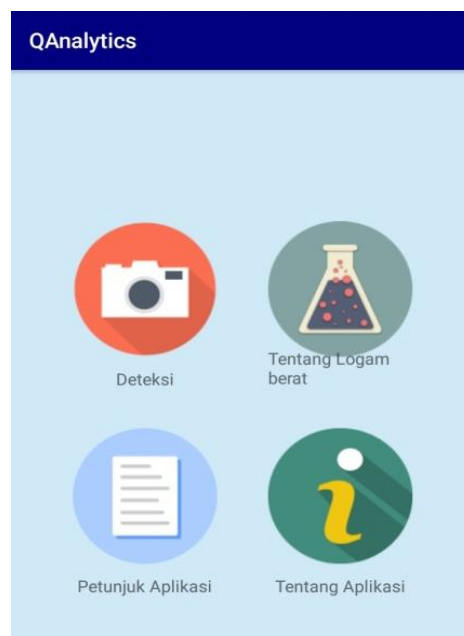 QAnalytics
Deteksi
Tentang Logam
berat
Petunjuk Aplikasi
Tentang Aplikasi